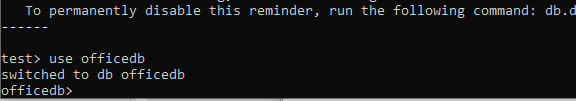 To permanently disable this reminder, run the following command: db.d
------
test> use officedb
switched to db officedb
officedb>